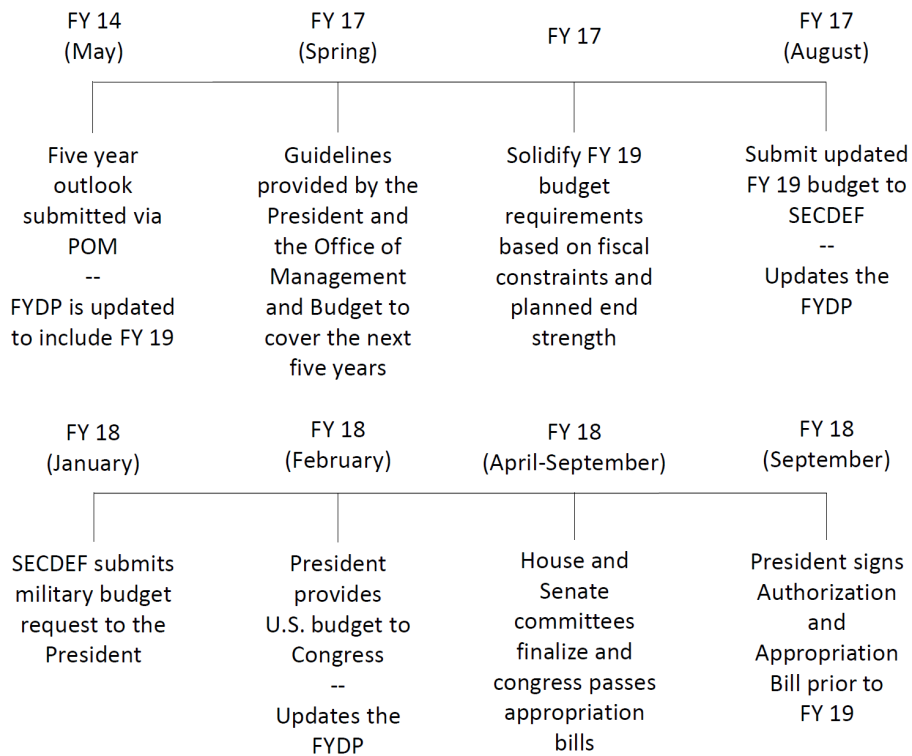 FY 14
(May)
FY 17
(Spring)
FY 17
FY 17
(August)
Five year
outlook
submitted via
POM
--
FYDP is updated
to include FY 19
Guidelines
provided by the
President and
the Office of
Management
and Budget to
cover the next
five years
Solidify FY 19
budget
requirements
based on fiscal
constraints and
planned end
strength
Submit updated
FY 19 budget to
SECDEF
--
Updates the
FYDP
FY 18
(January)
FY 18
(February)
FY 18
(April-September)
FY 18
(September)
SECDEF submits
military budget
request to the
President
President
provides
U.S. budget to
Congress
--
Updates the
FYDP
House and
Senate
committees
finalize and
congress passes
appropriation
bills
President signs
Authorization
and
Appropriation
Bill prior to
FY 19